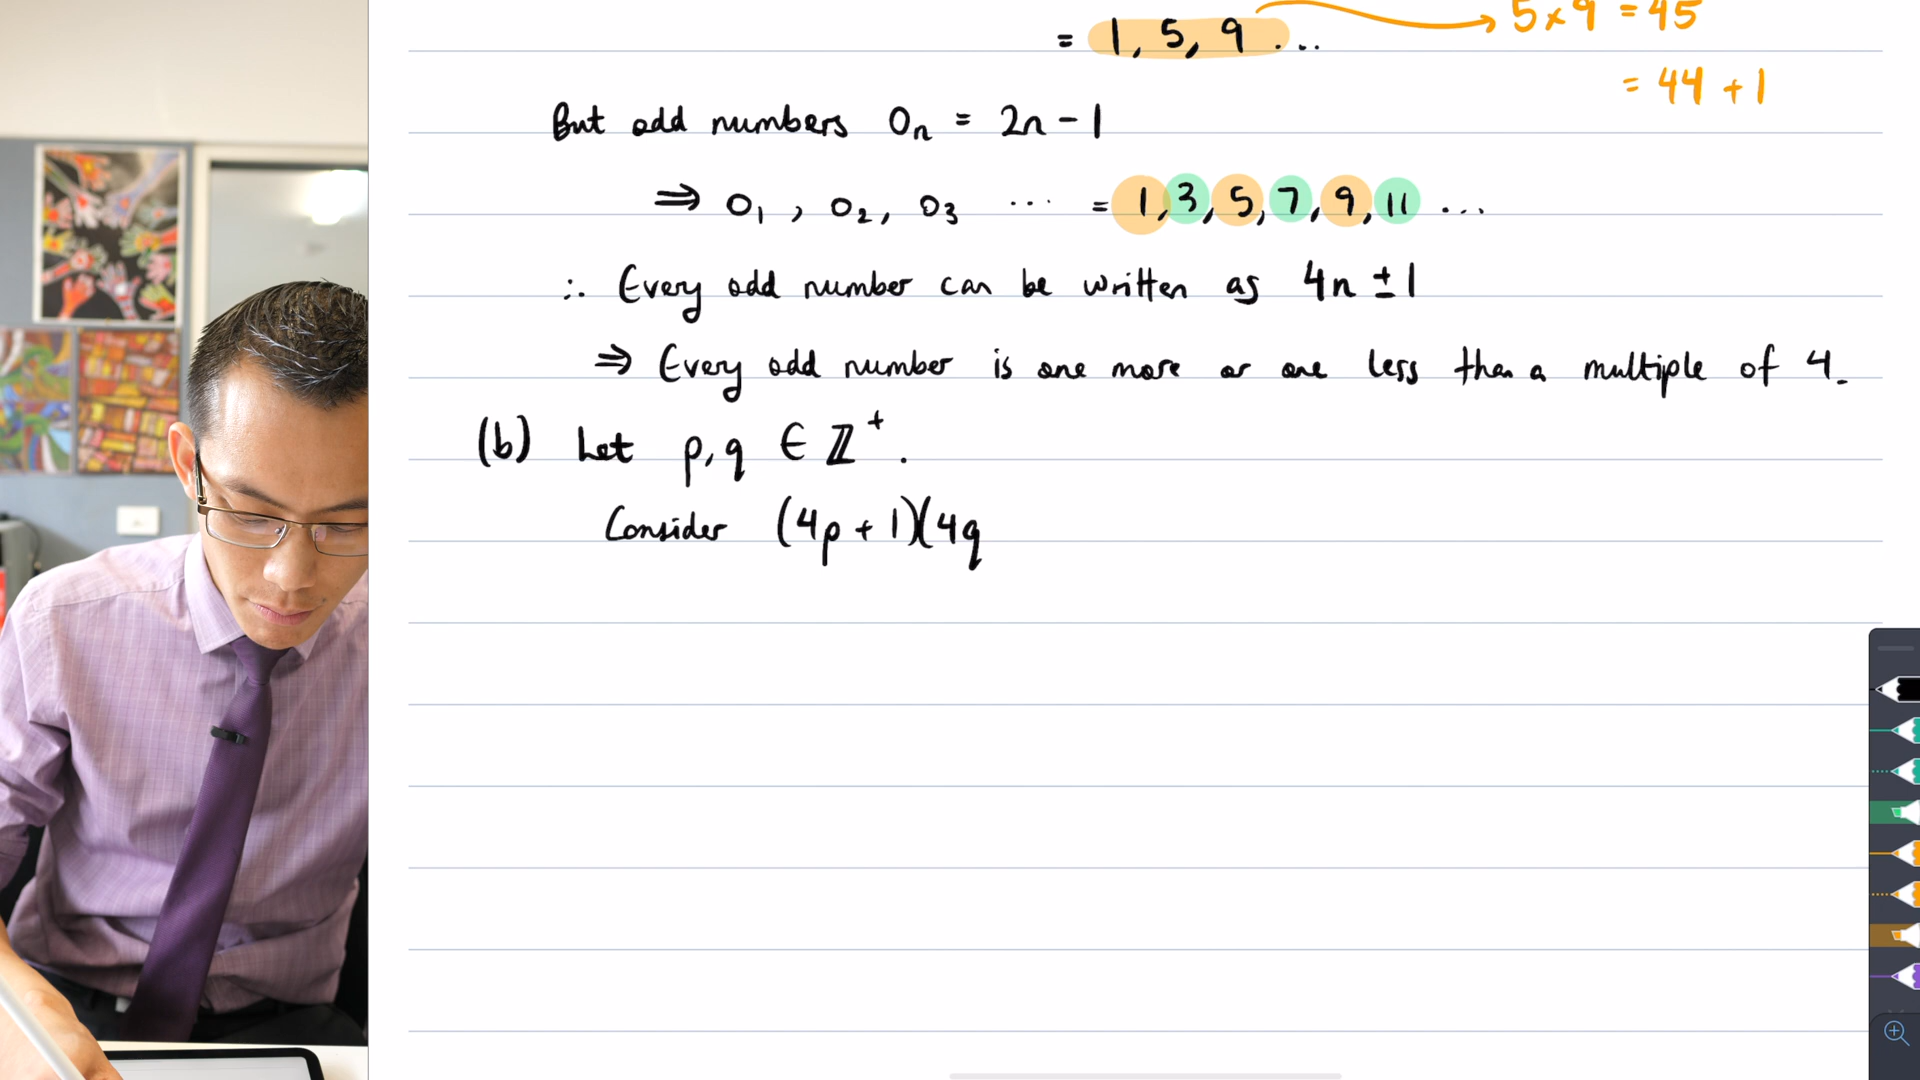 = 1, 5, 9 ...
5 × 9 = 45
= 44 + 1
But odd numbers Oₙ = 2n - 1
⇒ O₁, O₂, O₃ ... = 1, 3, 5, 7, 9, 11 ...
∴ Every odd number can be written as 4n ± 1
⇒ Every odd number is one more or one less than a multiple of 4.
(b) Let p, q ∈ ℤ⁺.
Consider (4p + 1)(4q